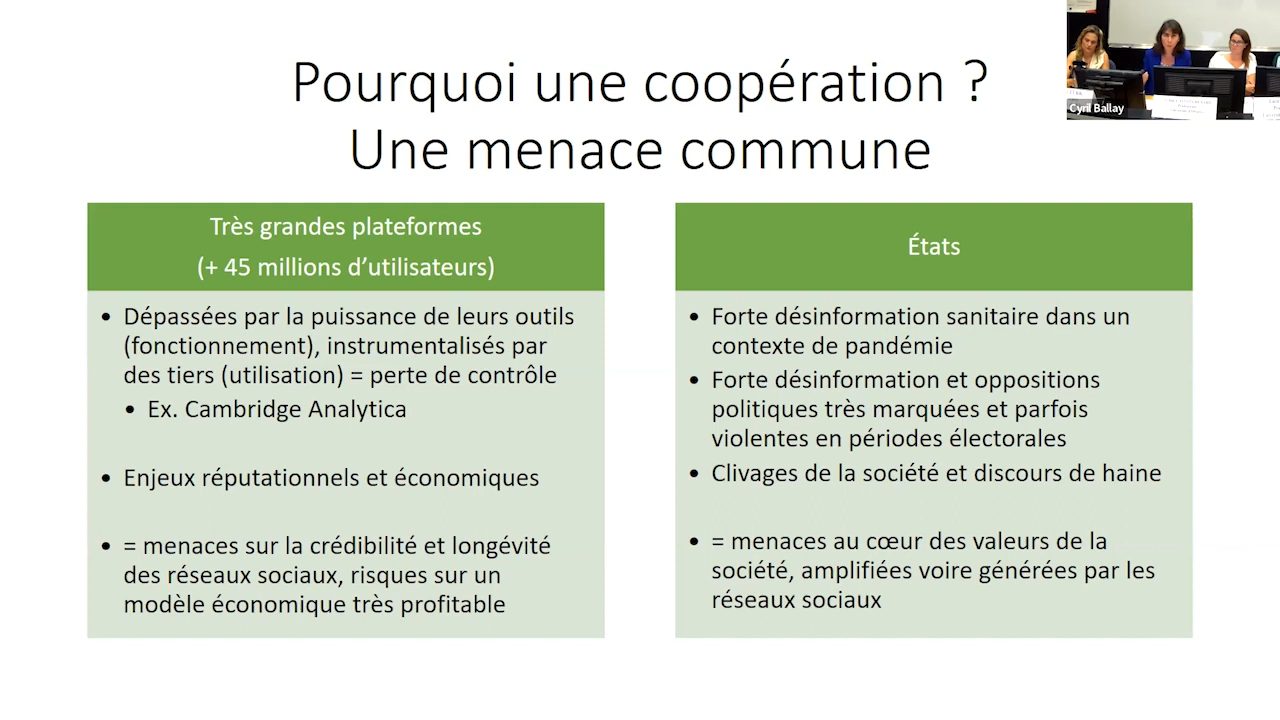 Pourquoi une coopération ?
Une menace commune
Cyril Ballay
Très grandes plateformes
(+ 45 millions d’utilisateurs)
• Dépassées par la puissance de leurs outils
(fonctionnement), instrumentalisés par
des tiers (utilisation) = perte de contrôle
• Ex. Cambridge Analytica
• Enjeux réputationnels et économiques
• = menaces sur la crédibilité et longévité
des réseaux sociaux, risques sur un
modèle économique très profitable
États
• Forte désinformation sanitaire dans un
contexte de pandémie
• Forte désinformation et oppositions
politiques très marquées et parfois
violentes en périodes électorales
• Clivages de la société et discours de haine
• = menaces au cœur des valeurs de la
société, amplifiées voire générées par les
réseaux sociaux